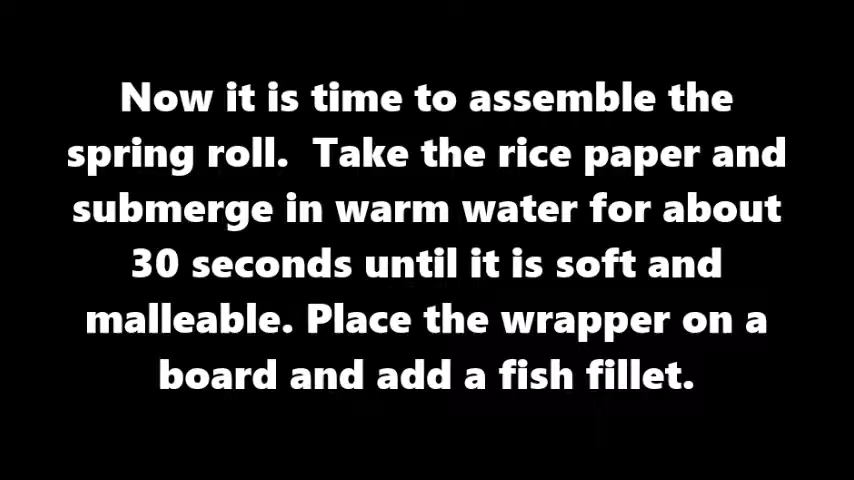 Now it is time to assemble the
spring roll.  Take the rice paper and
submerge in warm water for about
30 seconds until it is soft and
malleable. Place the wrapper on a
board and add a fish fillet.